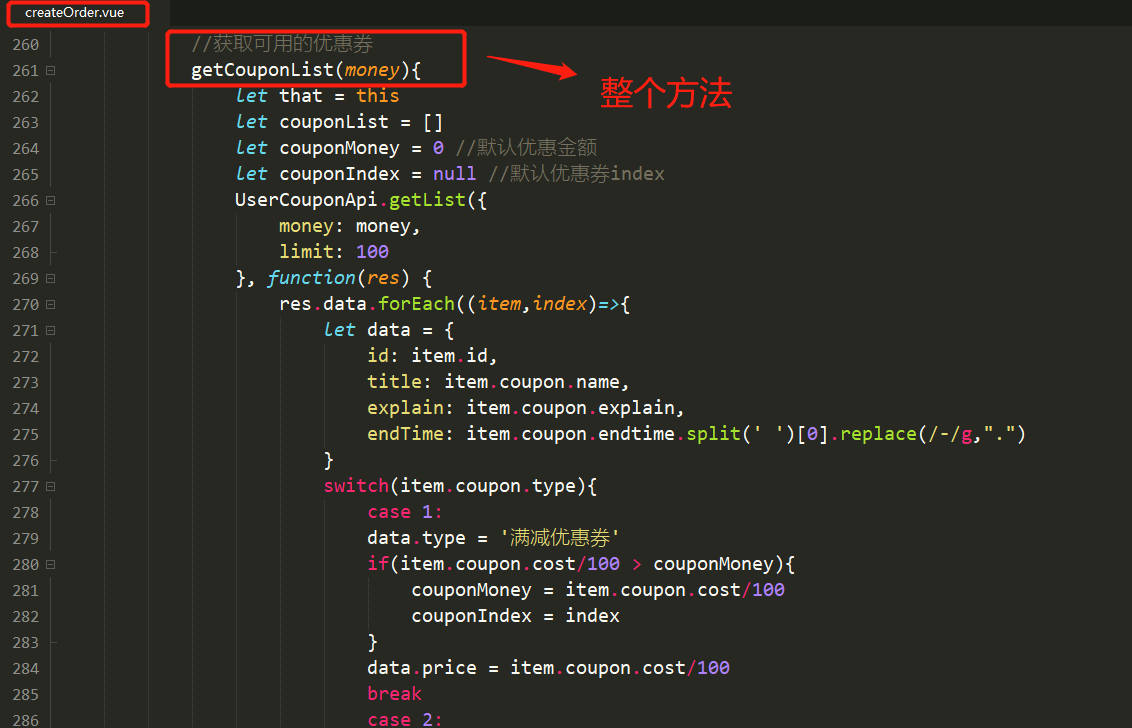 createOrder.vue
260 //获取可用的优惠券
261 getCouponList(money){
整个方法
262 let that = this
263 let couponList = []
264 let couponMoney = 0 //默认优惠金额
265 let couponIndex = null //默认优惠券index
266 UserCouponApi.getList({
267 money: money,
268 limit: 100
269 }, function(res) {
270 res.data.forEach((item,index)=>{
271 let data = {
272 id: item.id,
273 title: item.coupon.name,
274 explain: item.coupon.explain,
275 endTime: item.coupon.endtime.split(' ')[0].replace(/-/g,".")
276 }
277 switch(item.coupon.type){
278 case 1:
279 data.type = '满减优惠券'
280 if(item.coupon.cost/100 > couponMoney){
281 couponMoney = item.coupon.cost/100
282 couponIndex = index
283 }
284 data.price = item.coupon.cost/100
285 break
286 case 2: